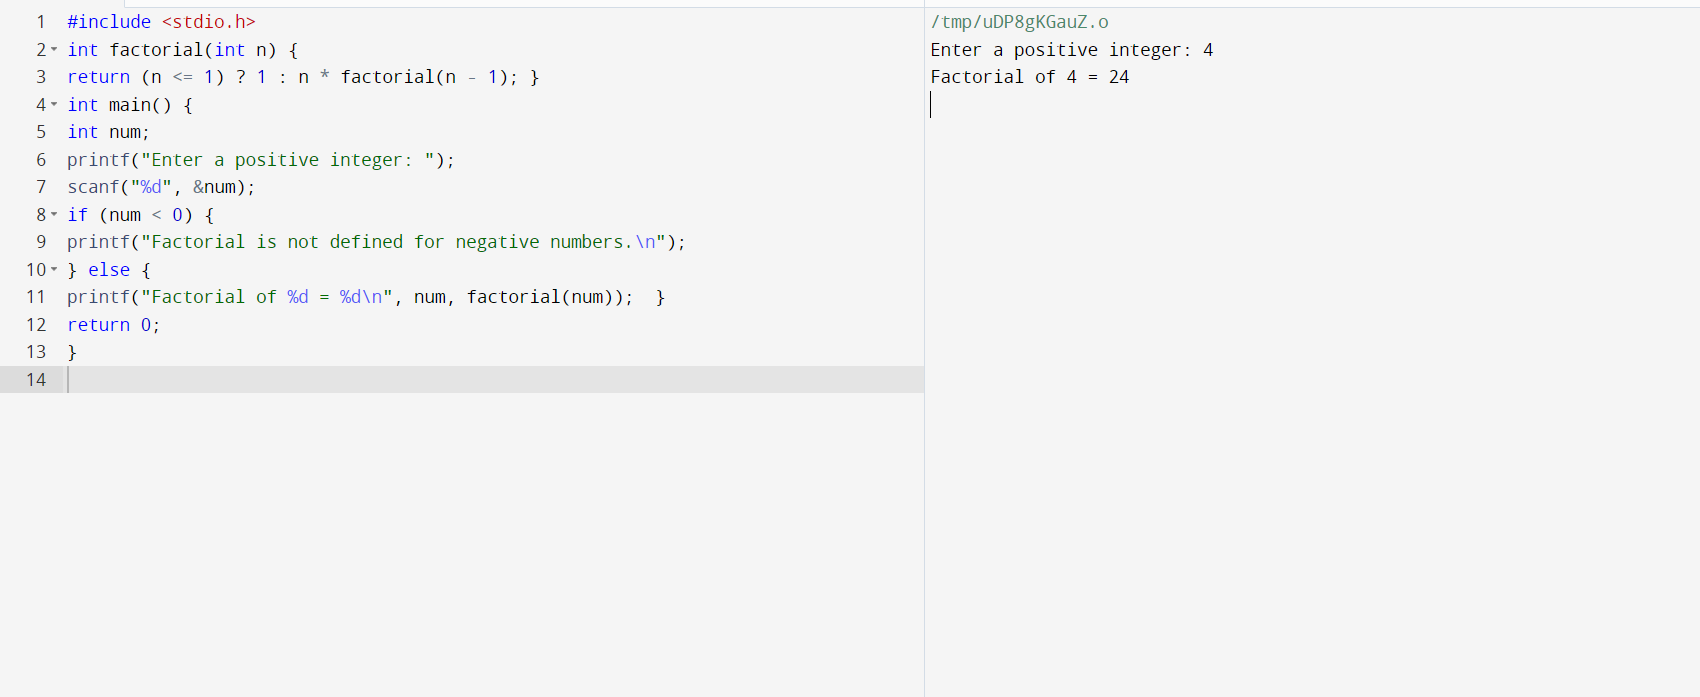 1 #include <stdio.h>
2 int factorial(int n) {
3 return (n <= 1) ? 1 : n * factorial(n - 1); }
4 int main() {
5 int num;
6 printf("Enter a positive integer: ");
7 scanf("%d", &num);
8 if (num < 0) {
9 printf("Factorial is not defined for negative numbers.\n");
10 } else {
11 printf("Factorial of %d = %d\n", num, factorial(num));  }
12 return 0;
13 }
14
/tmp/uDP8gKGauZ.o
Enter a positive integer: 4
Factorial of 4 = 24